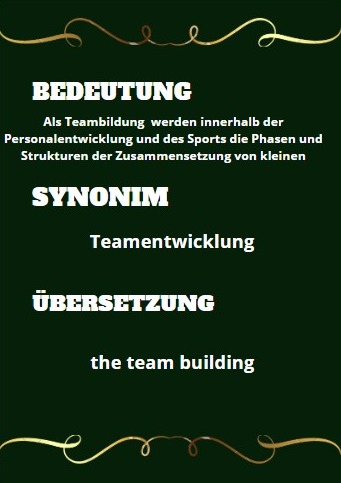 BEDEUTUNG
Als Teambildung werden innerhalb der
Personalentwicklung und des Sports die Phasen und
Strukturen der Zusammensetzung von kleinen
SYNONIM
Teamentwicklung
ÜBERSETZUNG
the team building